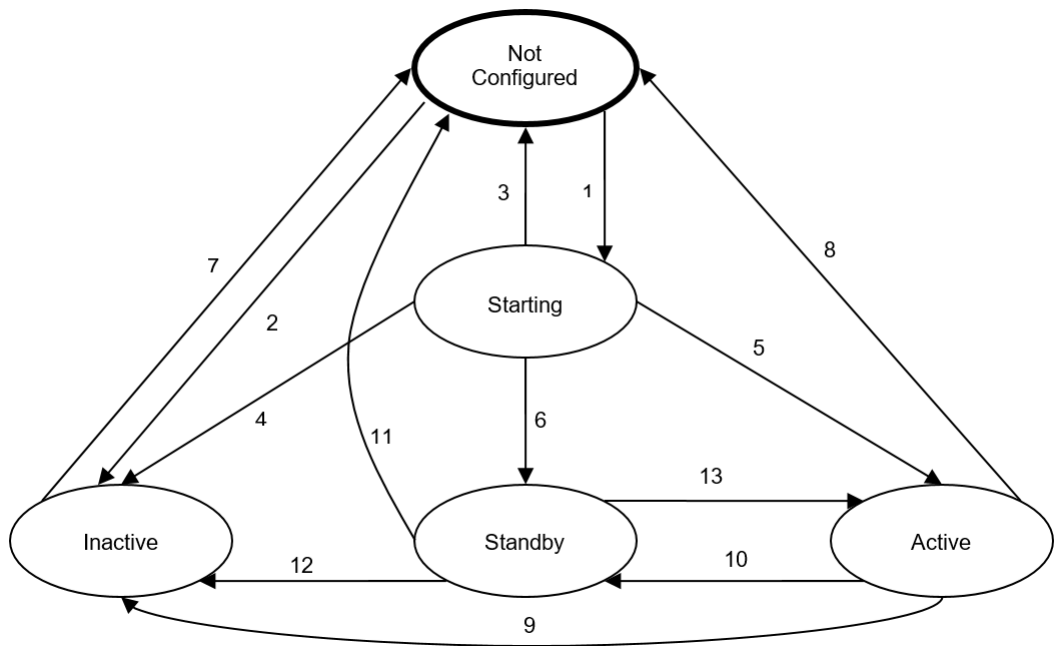 Not
Configured
3
1
7
8
2
Starting
5
4
6
11
13
Inactive
Standby
Active
12
10
9